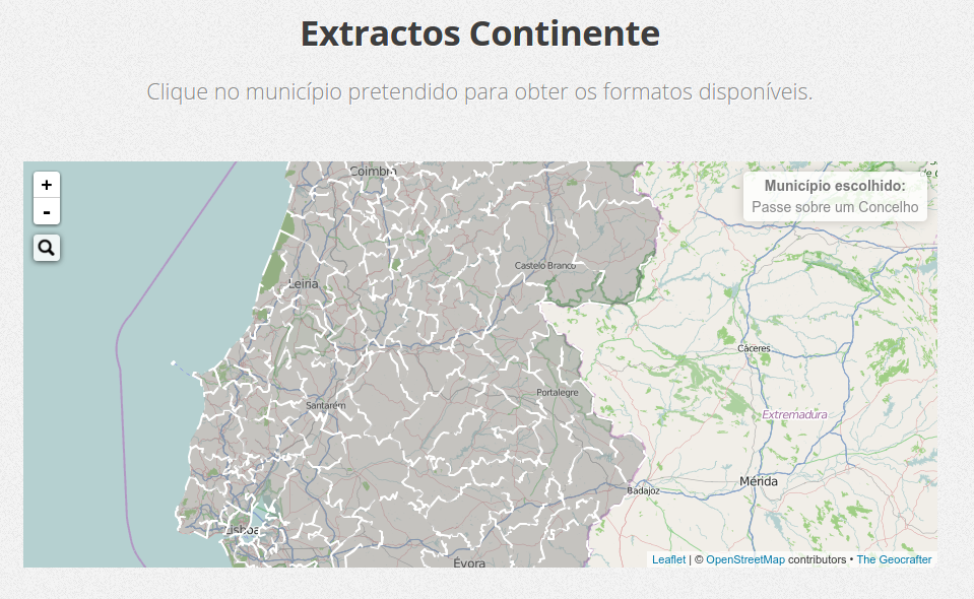 Extractos Continente
Clique no município pretendido para obter os formatos disponíveis.
+
-
Município escolhido:
Passe sobre um Concelho
Coimbra
Castelo Branco
Leiria
Cáceres
Portalegre
Santarém
Extremadura
Mérida
Badajoz
Lisboa
Évora
Leaflet | © OpenStreetMap contributors • The Geocrafter